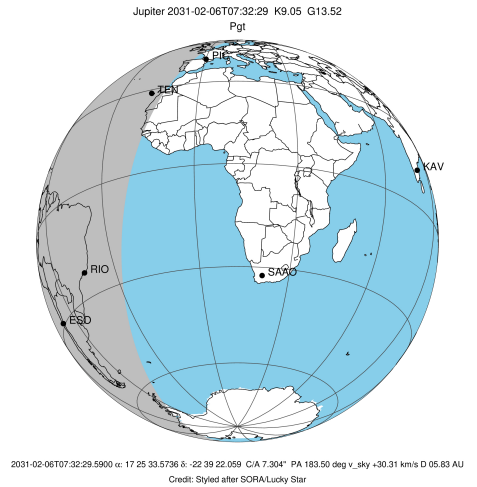 Jupiter 2031-02-06T07:32:29 K9.05 G13.52
Pgt
PIC
TEN
KAV
RIO
SAAO
ESO
2031-02-06T07:32:29.5900 α: 17 25 33.5736 δ: -22 39 22.059 C/A 7.304" PA 183.50 deg v_sky +30.31 km/s D 05.83 AU
Credit: Styled after SORA/Lucky Star